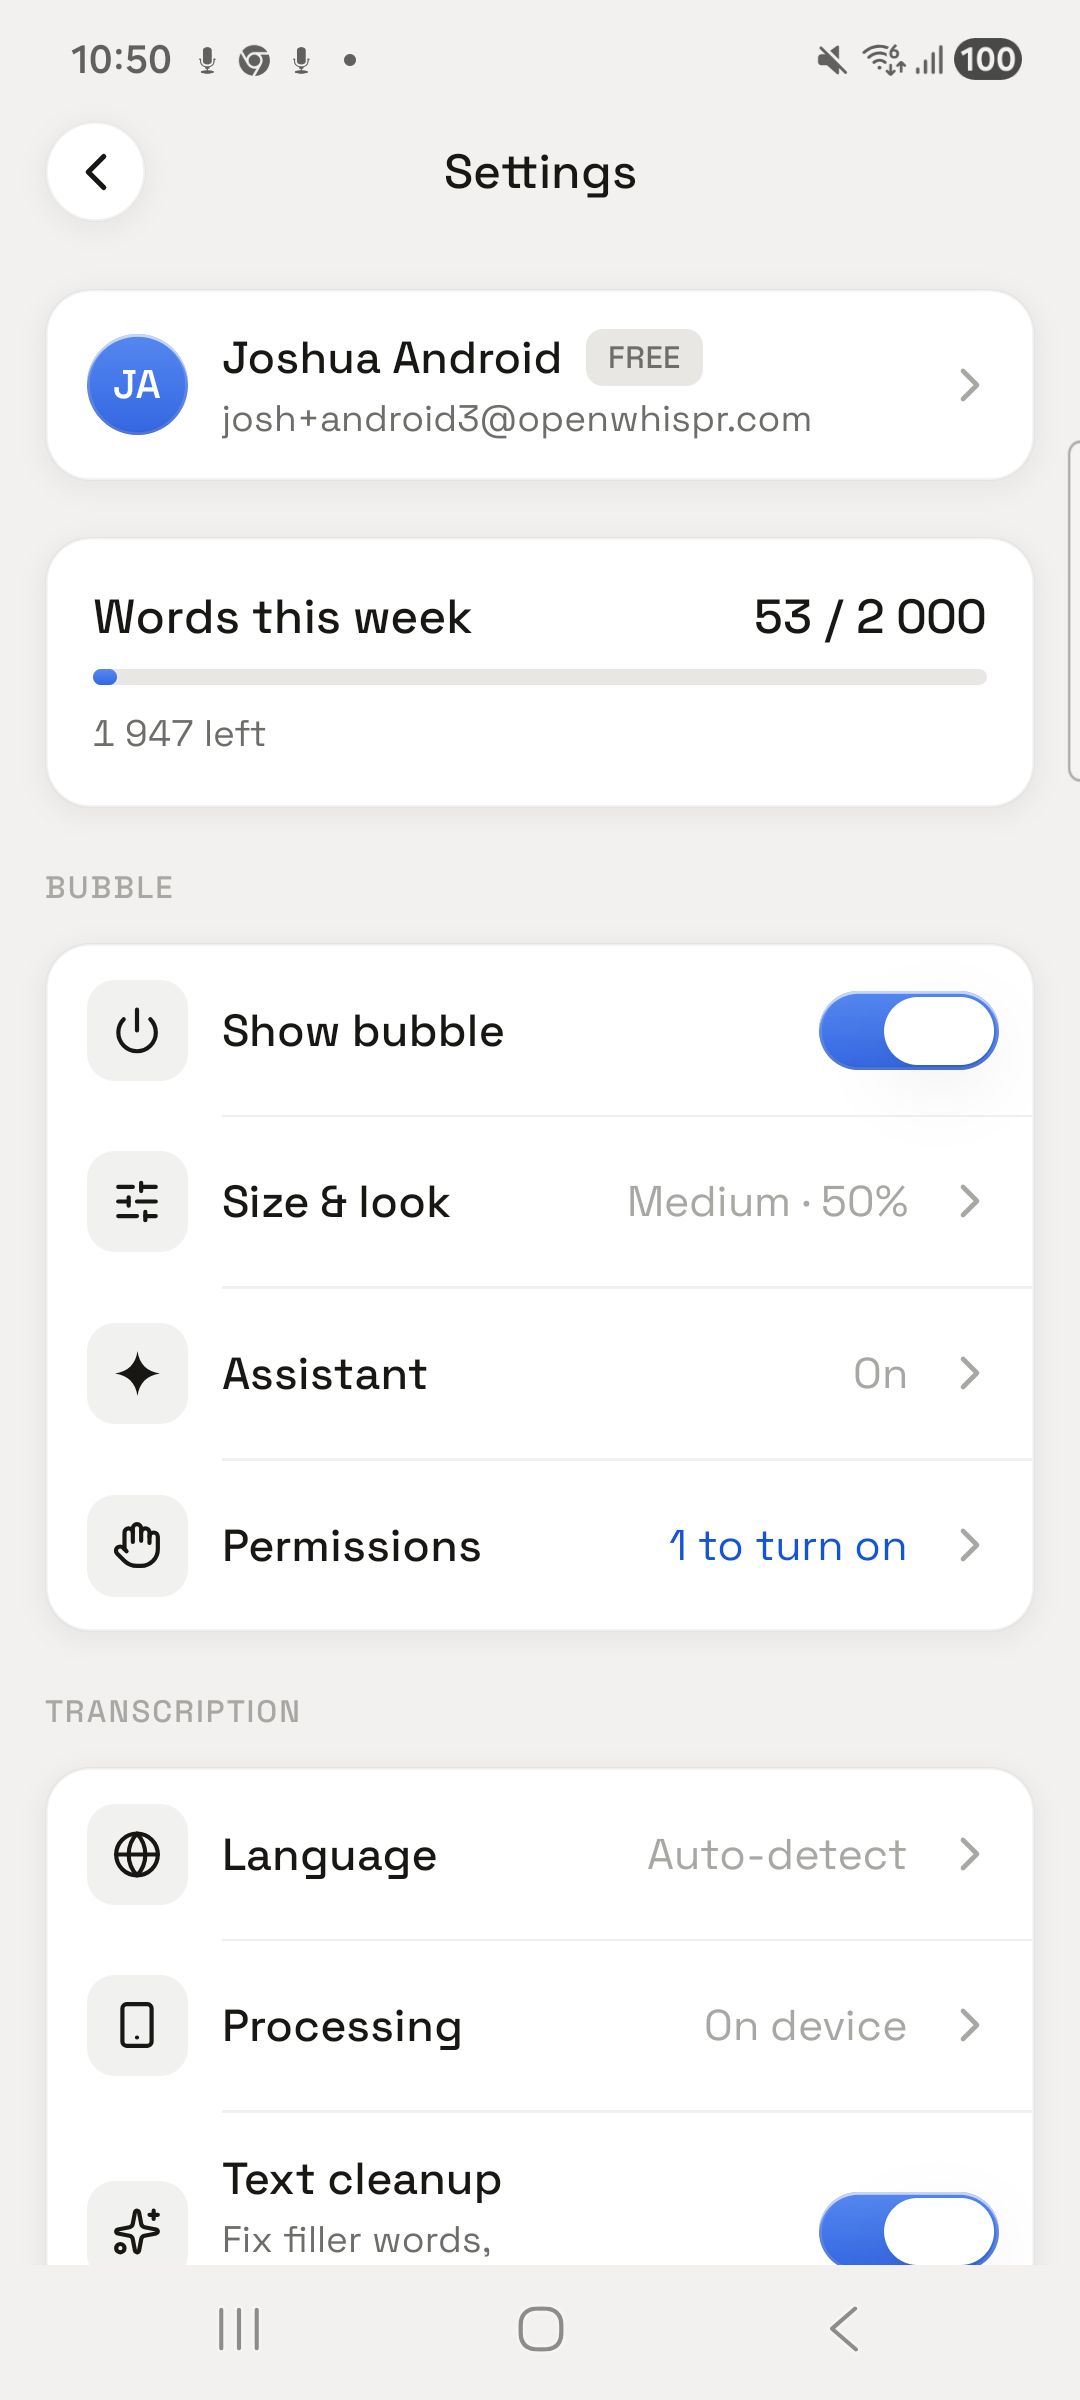 10:50
6
100
Settings
JA
Joshua Android
FREE
josh+android3@openwhispr.com
Words this week
53 / 2 000
1 947 left
BUBBLE
Show bubble
Size & look
Medium · 50%
Assistant
On
Permissions
1 to turn on
TRANSCRIPTION
Language
Auto-detect
Processing
On device
Text cleanup
Fix filler words,